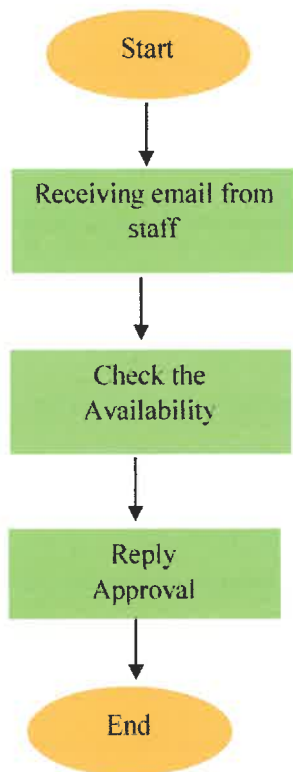 Start
Receiving email from
staff
Check the
Availability
Reply
Approval
End